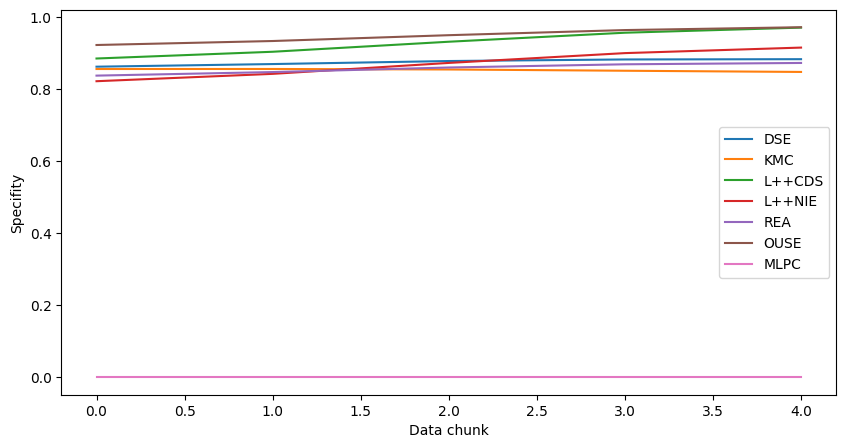 1.0
0.8
0.6
0.4
0.2
0.0
Specifity
0.0 0.5 1.0 1.5 2.0 2.5 3.0 3.5 4.0
Data chunk
DSE
KMC
L++CDS
L++NIE
REA
OUSE
MLPC